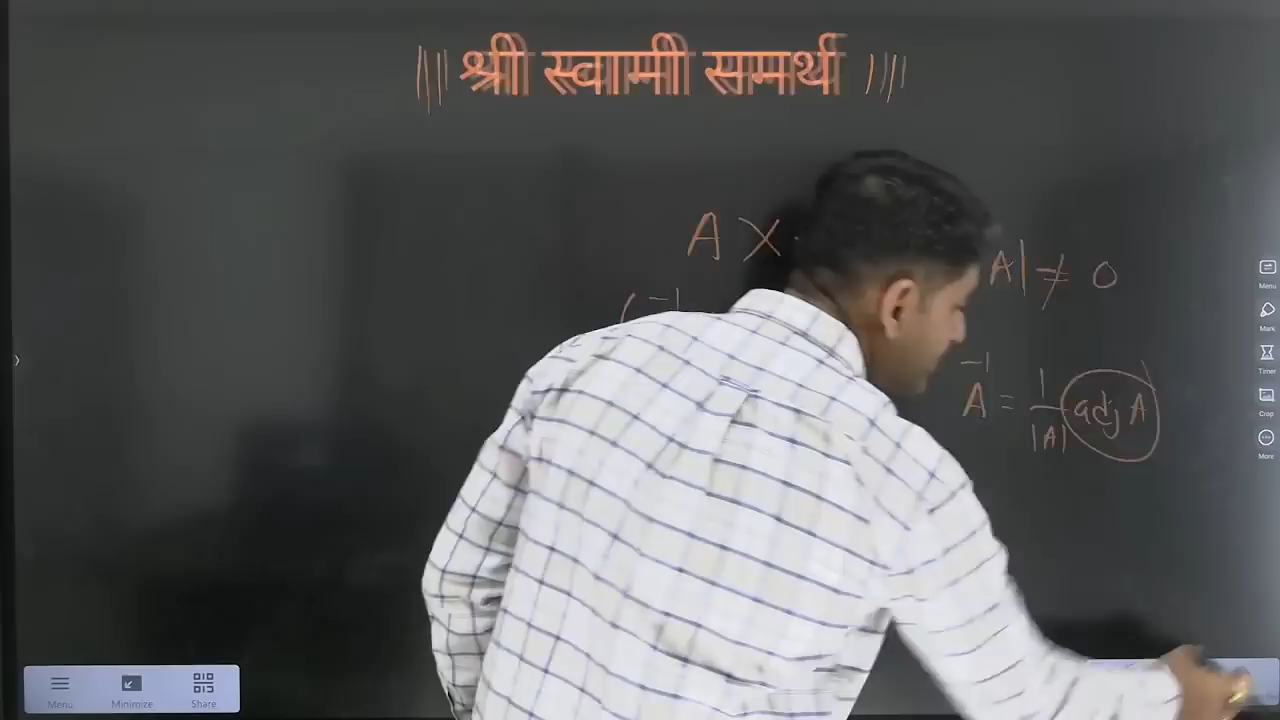 ||| श्री स्वामी समर्थ |||
A X
A| ≠ 0
A⁻¹ = 1/|A| adj A
Menu
Mark
Timer
Crop
More
Menu Minimize Share